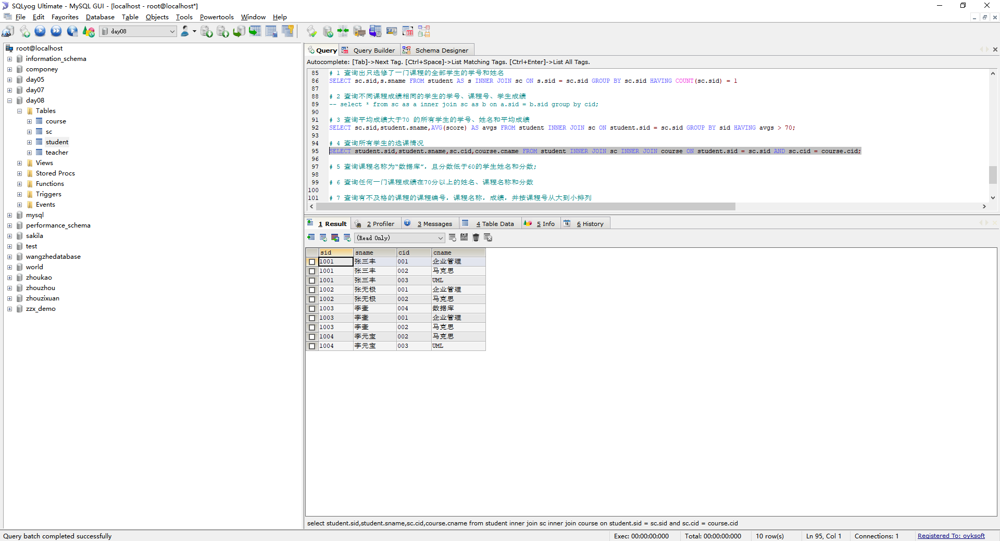 SQLyog Ultimate - MySQL GUI - [localhost - root@localhost*]
File Edit Favorites Database Table Objects Tools Powertools Window Help
day08
root@localhost
information_schema
componey
day05
day07
day08
Tables
course
sc
student
teacher
Views
Stored Procs
Functions
Triggers
Events
mysql
performance_schema
sakila
test
wangzhedatabase
world
zhoukao
zhouzhou
zhouzixuan
zzx_demo
Query Query Builder Schema Designer
Autocomplete: [Tab]->Next Tag. [Ctrl+Space]->List Matching Tags. [Ctrl+Enter]->List All Tags.
85 # 1 查询出只选修了一门课程的全部学生的学号和姓名
86 SELECT sc.sid,s.sname FROM student AS s INNER JOIN sc ON s.sid = sc.sid GROUP BY sc.sid HAVING COUNT(sc.sid) = 1
87
88 # 2 查询不同课程成绩相同的学生的学号、课程号、学生成绩
89 -- select * from sc as a inner join sc as b on a.sid = b.sid group by cid;
90
91 # 3 查询平均成绩大于70 的所有学生的学号、姓名和平均成绩
92 SELECT sc.sid,student.sname,AVG(score) AS avgs FROM student INNER JOIN sc ON student.sid = sc.sid GROUP BY sid HAVING avgs > 70;
93
94 # 4 查询所有学生的选课情况
95 SELECT student.sid,student.sname,sc.cid,course.cname FROM student INNER JOIN sc INNER JOIN course ON student.sid = sc.sid AND sc.cid = course.cid;
96
97 # 5 查询课程名称为“数据库”，且分数低于60的学生姓名和分数;
98
99 # 6 查询任何一门课程成绩在70分以上的姓名、课程名称和分数
100
101 # 7 查询有不及格的课程的课程编号，课程名称，成绩，并按课程号从大到小排列
1 Result 2 Profiler 3 Messages 4 Table Data 5 Info 6 History
(Read Only)
sid sname cid cname
1001 张三丰 001 企业管理
1001 张三丰 002 马克思
1001 张三丰 003 UML
1002 张无极 001 企业管理
1002 张无极 002 马克思
1003 李奎 004 数据库
1003 李奎 001 企业管理
1003 李奎 002 马克思
1004 李元宝 002 马克思
1004 李元宝 003 UML
select student.sid,student.sname,sc.cid,course.cname from student inner join sc inner join course on student.sid = sc.sid and sc.cid = course.cid
Query batch completed successfully Exec: 00:00:00:000 Total: 00:00:00:000 10 row(s) Ln 95, Col 1 Connections: 1 Registered To: oyksoft